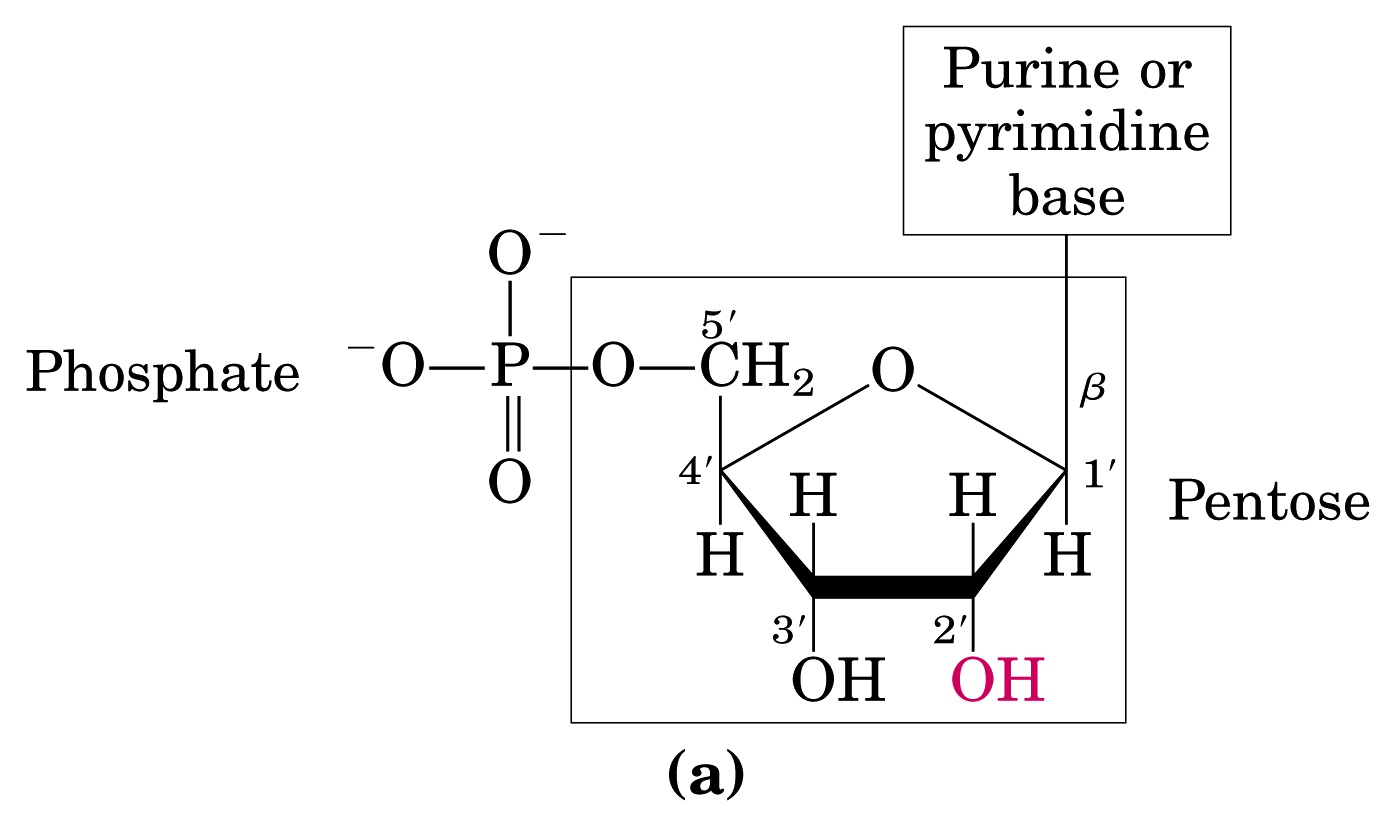 Purine or
pyrimidine
base
O⁻
5′
Phosphate ⁻O P O CH₂ O
β
O
4′ H H 1′
Pentose
H H
3′ 2′
OH OH
(a)